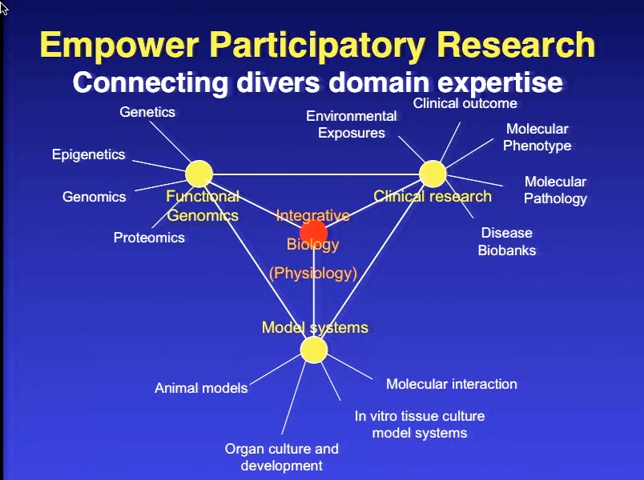 Empower Participatory Research
Connecting divers domain expertise
Genetics
Epigenetics
Genomics
Proteomics
Functional
Genomics
Environmental
Exposures
Clinical outcome
Molecular
Phenotype
Molecular
Pathology
Disease
Biobanks
Clinical research
Integrative
Biology
(Physiology)
Model systems
Animal models
Organ culture and
development
In vitro tissue culture
model systems
Molecular interaction